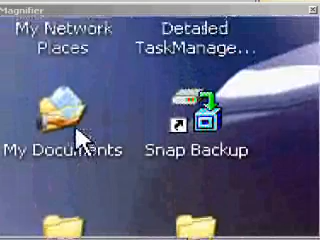 Magnifier
My Network
Places
Detailed
TaskManage...
My Documents
Snap Backup